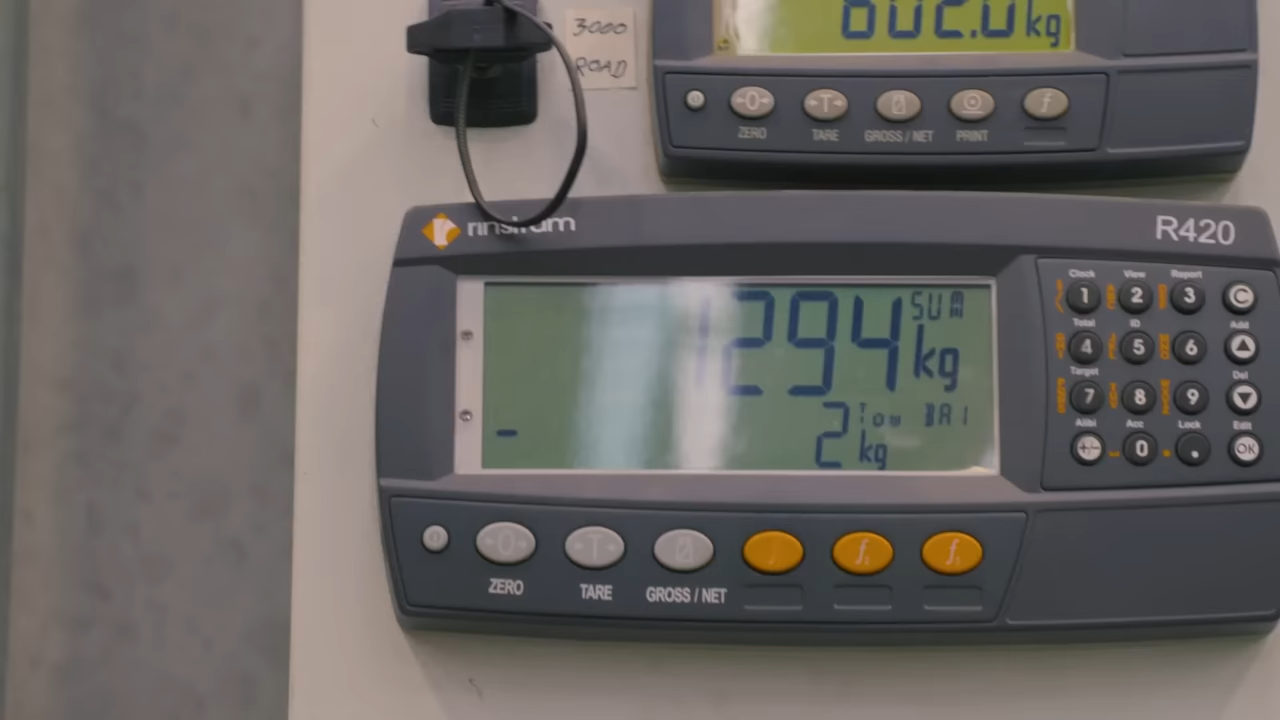 3000
ROAD
602.0 kg
ZERO TARE GROSS / NET PRINT f
rinstrum
R420
1294 kg SUM
2 kg
Clock View Report
1 2 3 C
Total ID Add
4 5 6
Target Del
7 8 9
Alibi Acc Lock Edit
+/- 0 . OK
ZERO TARE GROSS / NET